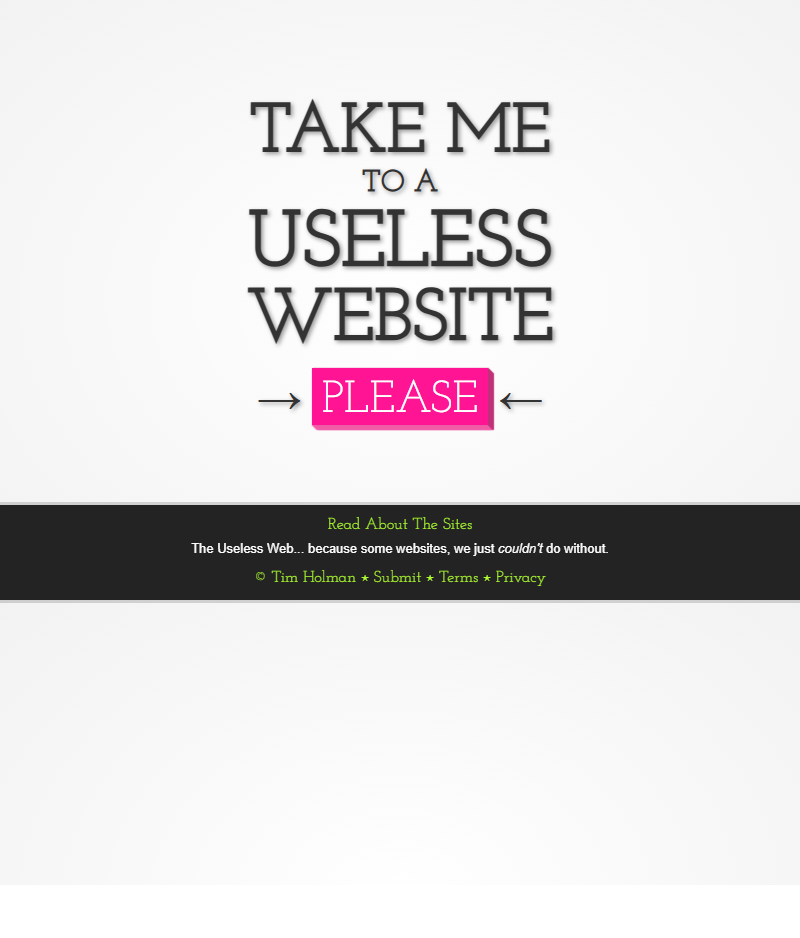 TAKE ME
TO A
USELESS
WEBSITE
→ PLEASE ←
Read About The Sites
The Useless Web... because some websites, we just couldn't do without.
© Tim Holman ★ Submit ★ Terms ★ Privacy